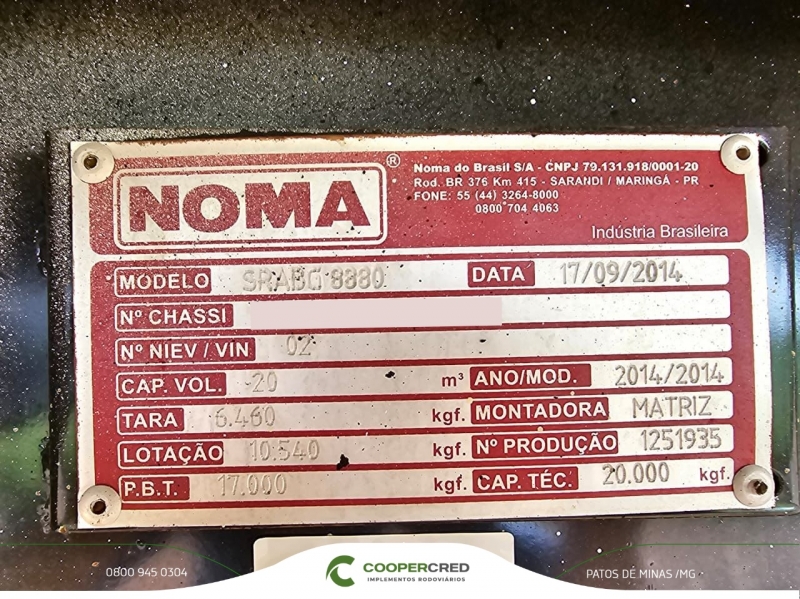 NOMA®
Noma do Brasil S/A - CNPJ 79.131.918/0001-20
Rod. BR 376 Km 415 - SARANDI / MARINGÁ - PR
FONE: 55 (44) 3264-8000
0800 704 4063
Indústria Brasileira
MODELO 8380 DATA 17/09/2014
Nº CHASSI
Nº NIEV / VIN 02
CAP. VOL. 20 m³ ANO/MOD. 2014/2014
TARA 6.460 kgf. MONTADORA MATRIZ
LOTAÇÃO 10.540 kgf. Nº PRODUÇÃO 1251935
P.B.T. 17.000 kgf. CAP. TÉC. 20.000 kgf.
0800 945 0304
COOPERCRED
IMPLEMENTOS RODOVIÁRIOS
PATOS DE MINAS /MG